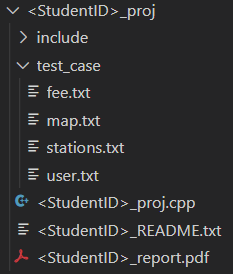 <StudentID>_proj
include
test_case
fee.txt
map.txt
stations.txt
user.txt
<StudentID>_proj.cpp
<StudentID>_README.txt
<StudentID>_report.pdf